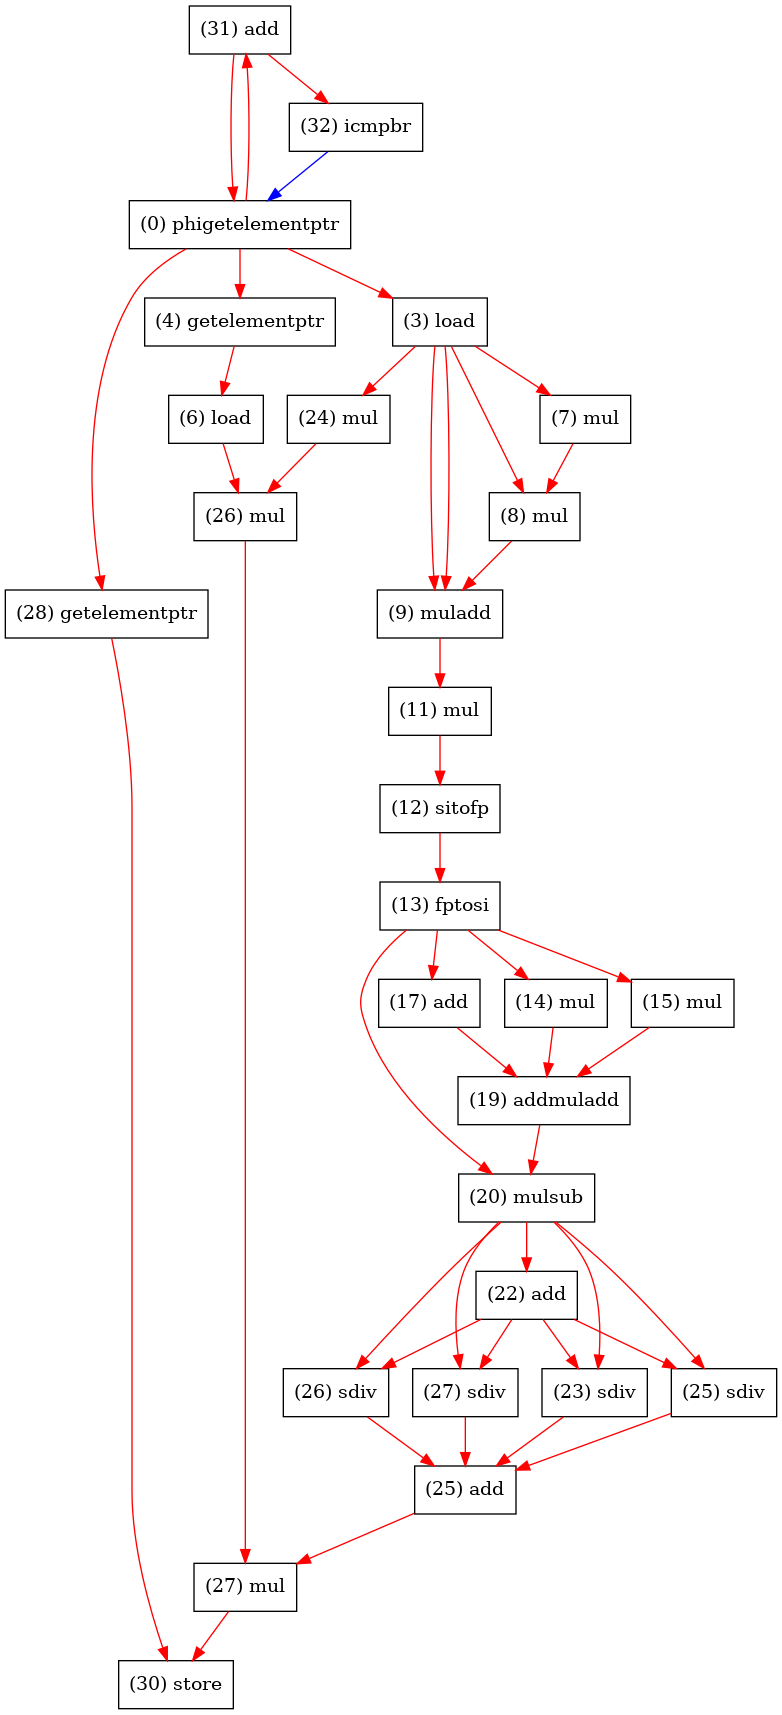 (31) add
(32) icmpbr
(0) phigetelementptr
(4) getelementptr
(3) load
(6) load
(24) mul
(7) mul
(26) mul
(8) mul
(28) getelementptr
(9) muladd
(11) mul
(12) sitofp
(13) fptosi
(17) add
(14) mul
(15) mul
(19) addmuladd
(20) mulsub
(22) add
(26) sdiv
(27) sdiv
(23) sdiv
(25) sdiv
(25) add
(27) mul
(30) store